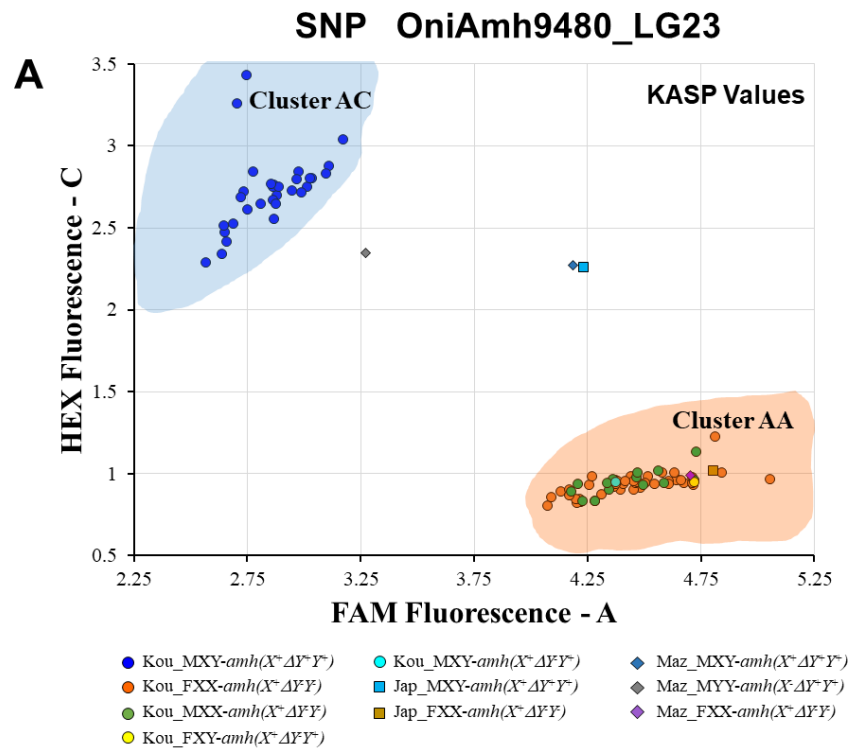 SNP OniAmh9480_LG23
A
3.5
Cluster AC
KASP Values
3
2.5
2
1.5
Cluster AA
1
0.5
HEX Fluorescence - C
2.25 2.75 3.25 3.75 4.25 4.75 5.25
FAM Fluorescence - A
Kou_MXY-amh(X⁺ΔY⁺Y⁺) Kou_MXY-amh(X⁺ΔY⁻Y⁺) Maz_MXY-amh(X⁺ΔY⁺Y⁺)
Kou_FXX-amh(X⁺ΔY⁻Y⁻) Jap_MXY-amh(X⁺ΔY⁺Y⁺) Maz_MYY-amh(X⁻ΔY⁺Y⁺)
Kou_MXX-amh(X⁺ΔY⁻Y⁻) Jap_FXX-amh(X⁺ΔY⁻Y⁻) Maz_FXX-amh(X⁺ΔY⁻Y⁻)
Kou_FXY-amh(X⁺ΔY⁻Y⁺)